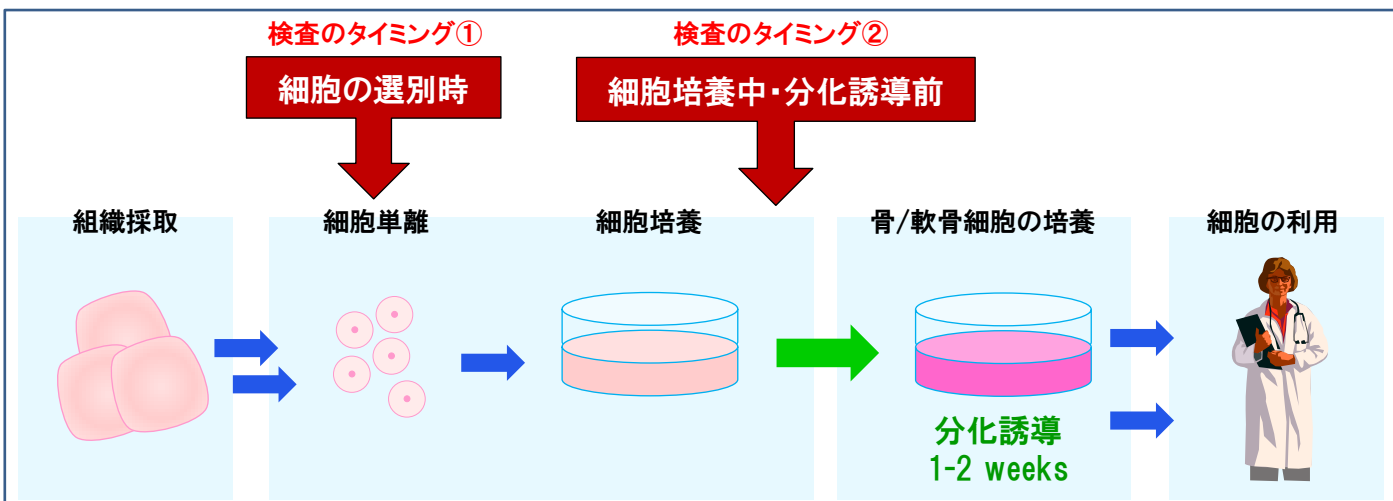 検査のタイミング①
検査のタイミング②
細胞の選別時
細胞培養中・分化誘導前
組織採取
細胞単離
細胞培養
骨/軟骨細胞の培養
細胞の利用
分化誘導
1-2 weeks